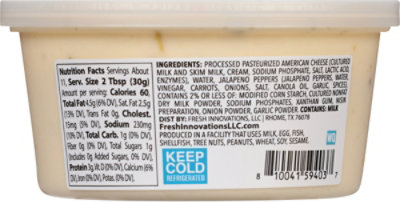 Nutrition Facts Servings: About
11, Serv. Size 2 Tbsp (30g)
Amount per serving: Calories 60,
Total Fat 4.5g (6% DV), Sat. Fat 2.5g
(13% DV), Trans Fat 0g, Cholest.
15mg (5% DV), Sodium 230mg
(10% DV), Total Carb. 1g (0% DV),
Fiber 0g (0% DV), Total Sugars 1g
(Includes 0g Added Sugars, 0% DV),
Protein 3g, Vit. D (0% DV), Calcium (6%
DV), Iron (0% DV), Potas. (0% DV).
INGREDIENTS: PROCESSED PASTEURIZED AMERICAN CHEESE (CULTURED
MILK AND SKIM MILK, CREAM, SODIUM PHOSPHATE, SALT, LACTIC ACID,
ENZYMES), WATER, JALAPENO PEPPERS (JALAPENO PEPPERS, WATER,
VINEGAR, CARROTS, ONIONS, SALT, CANOLA OIL, GARLIC, SPICES),
CONTAINS 2% OR LESS OF: MODIFIED CORN STARCH, CULTURED NONFAT
DRY MILK POWDER, SODIUM PHOSPHATES, XANTHAN GUM, NISIN
PREPARATION, ONION POWDER, GARLIC POWDER. CONTAINS: MILK
DIST BY: FRESH INNOVATIONS, LLC | RHOME, TX 76078
FreshInnovationsLLC.com
PRODUCED IN A FACILITY THAT USES MILK, EGG, FISH,
SHELLFISH, TREE NUTS, PEANUTS, WHEAT, SOY, SESAME.
KEEP
COLD
REFRIGERATED
8 10041 59403 7